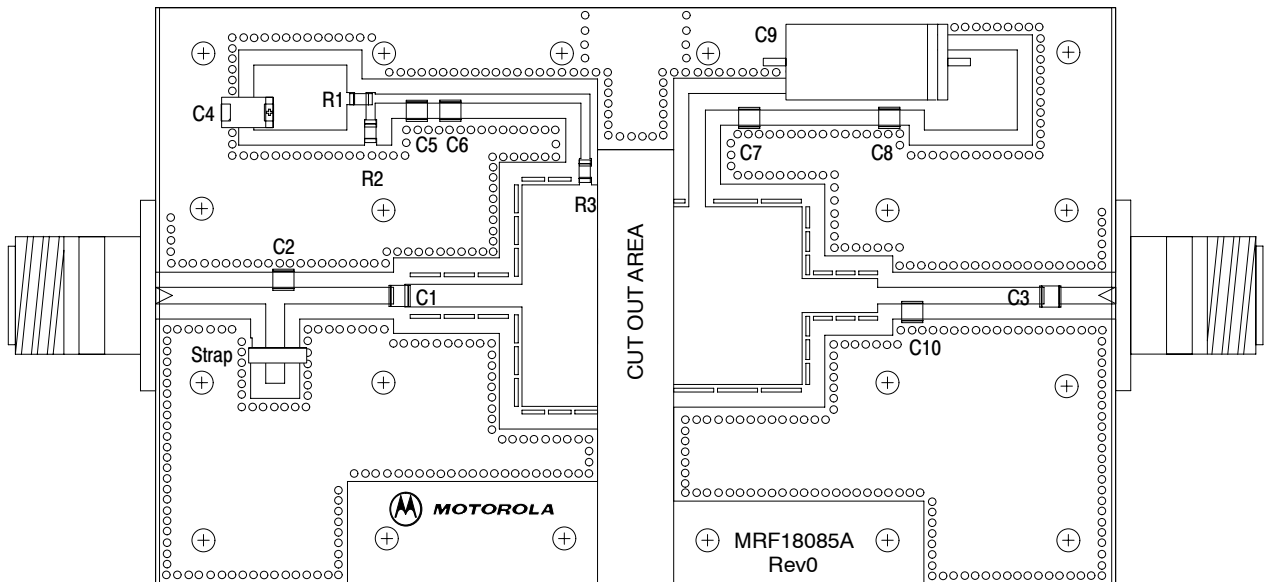 C9
C4
R1
C5 C6
C7
C8
R2
R3
C2
C1
C3
C10
Strap
CUT OUT AREA
MOTOROLA
MRF18085A
Rev0